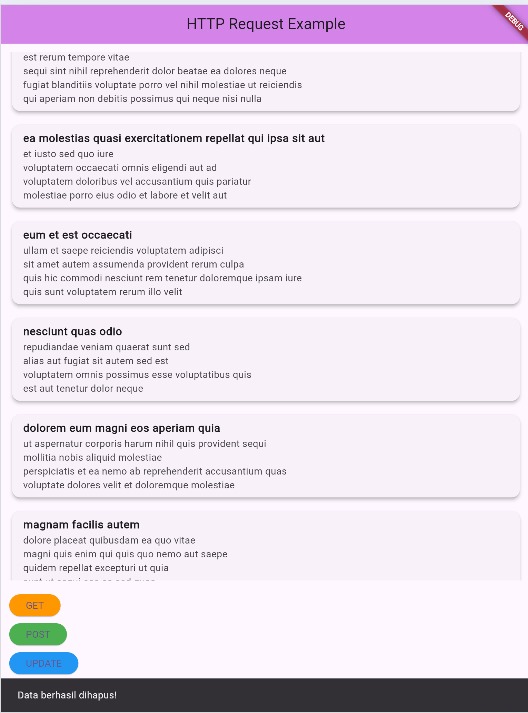 HTTP Request Example
DEBUG
est rerum tempore vitae
sequi sint nihil reprehenderit dolor beatae ea dolores neque
fugiat blanditiis voluptate porro vel nihil molestiae ut reiciendis
qui aperiam non debitis possimus qui neque nisi nulla
ea molestias quasi exercitationem repellat qui ipsa sit aut
et iusto sed quo iure
voluptatem occaecati omnis eligendi aut ad
voluptatem doloribus vel accusantium quis pariatur
molestiae porro eius odio et labore et velit aut
eum et est occaecati
ullam et saepe reiciendis voluptatem adipisci
sit amet autem assumenda provident rerum culpa
quis hic commodi nesciunt rem tenetur doloremque ipsam iure
quis sunt voluptatem rerum illo velit
nesciunt quas odio
repudiandae veniam quaerat sunt sed
alias aut fugiat sit autem sed est
voluptatem omnis possimus esse voluptatibus quis
est aut tenetur dolor neque
dolorem eum magni eos aperiam quia
ut aspernatur corporis harum nihil quis provident sequi
mollitia nobis aliquid molestiae
perspiciatis et ea nemo ab reprehenderit accusantium quas
voluptate dolores velit et doloremque molestiae
magnam facilis autem
dolore placeat quibusdam ea quo vitae
magni quis enim qui quis quo nemo aut saepe
quidem repellat excepturi ut quia
GET
POST
UPDATE
Data berhasil dihapus!